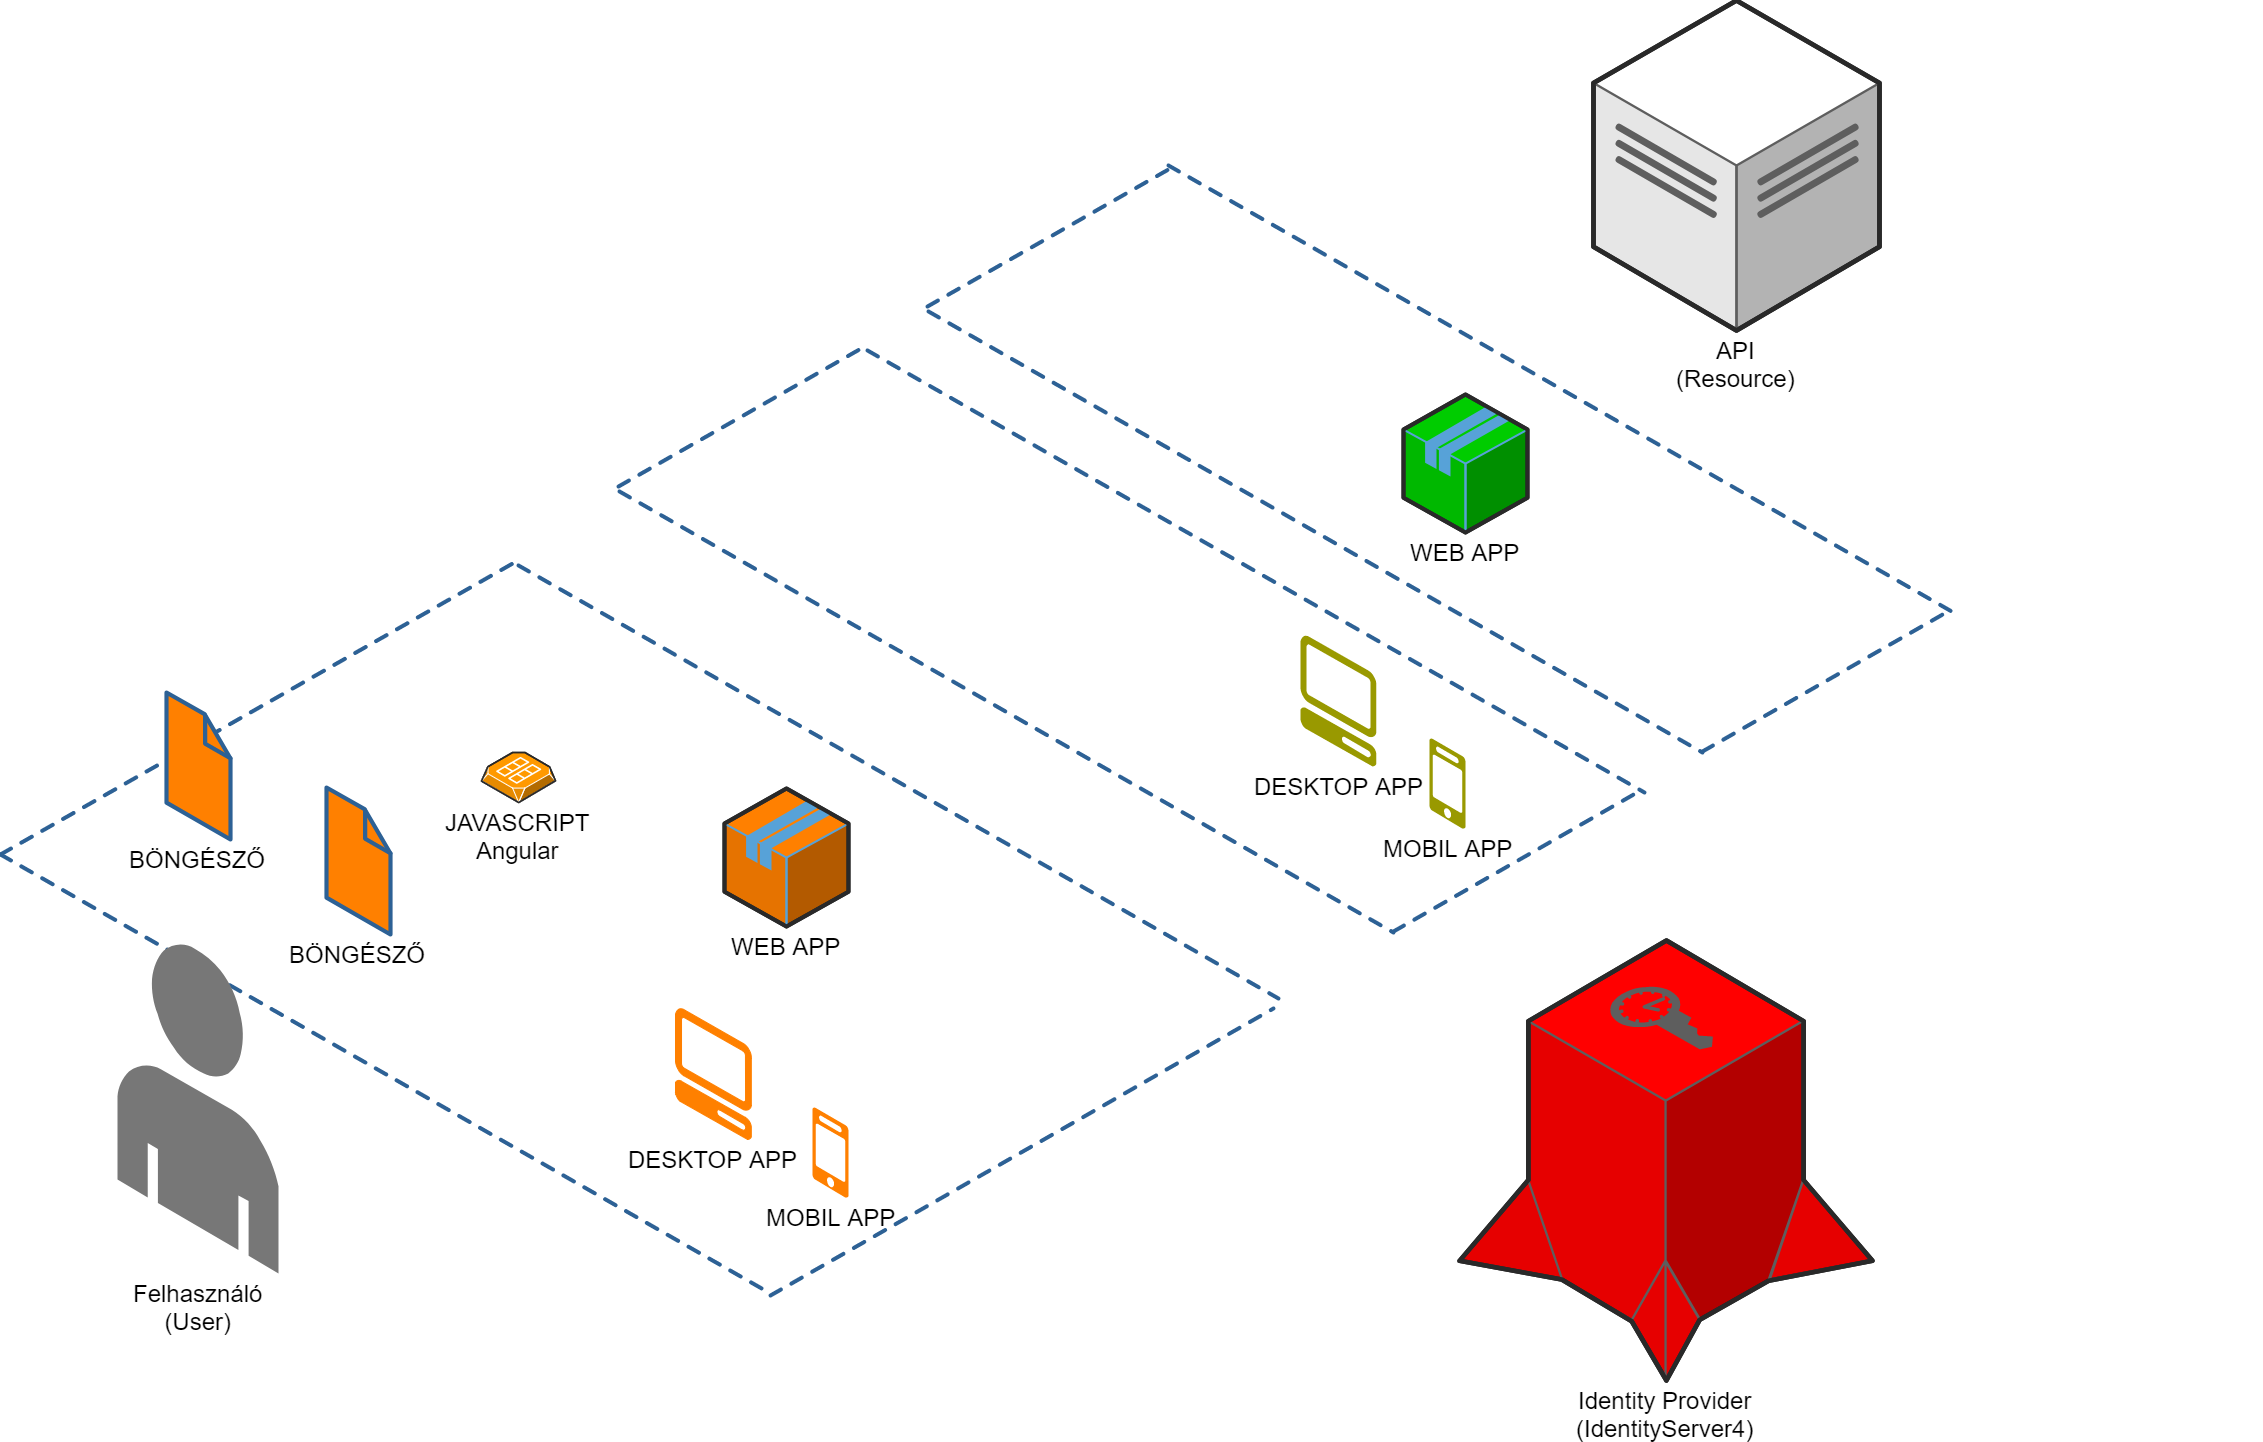 API
(Resource)
WEB APP
DESKTOP APP
MOBIL APP
BÖNGÉSZŐ
BÖNGÉSZŐ
JAVASCRIPT
Angular
WEB APP
DESKTOP APP
MOBIL APP
Felhasználó
(User)
Identity Provider
(IdentityServer4)